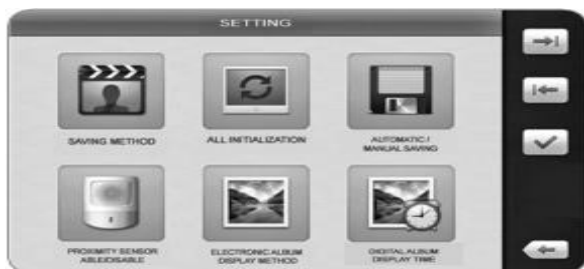 SETTING
SAVING METHOD
ALL INITIALIZATION
AUTOMATIC /
MANUAL SAVING
PROXIMITY SENSOR
ABLE/DISABLE
ELECTRONIC ALBUM
DISPLAY METHOD
DIGITAL ALBUM
DISPLAY TIME